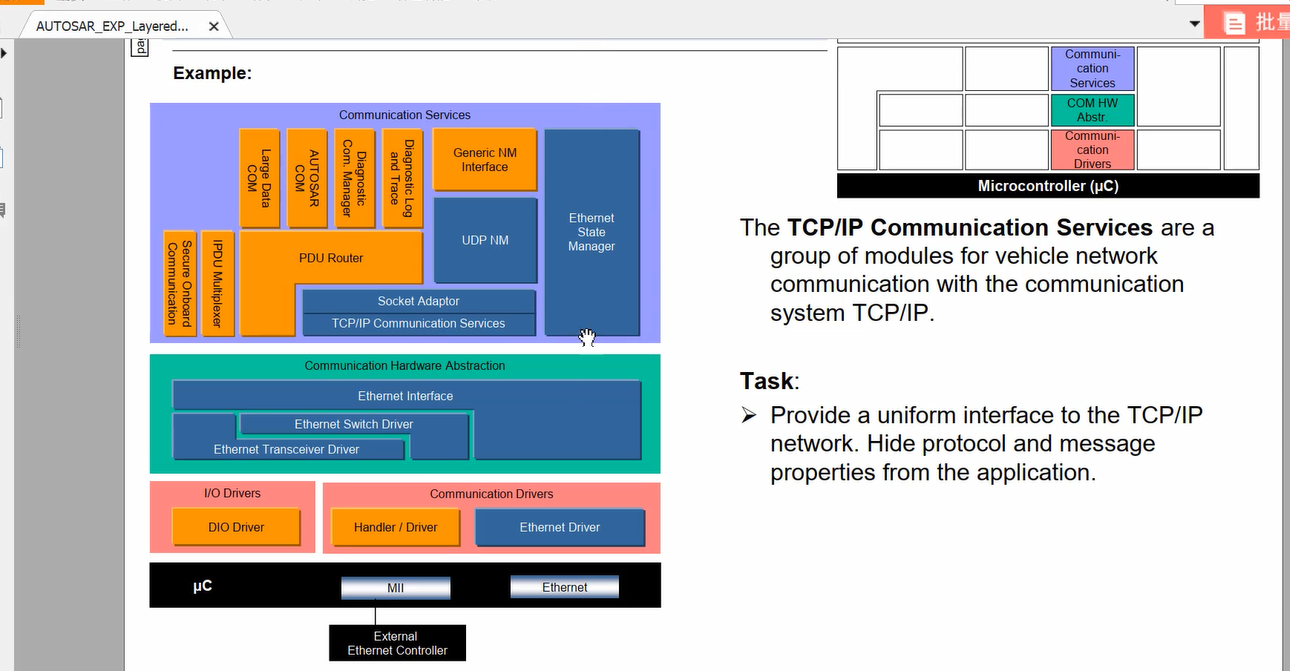 AUTOSAR_EXP_Layered...
批量
pa
Example:
Communication Services
Large Data
COM
AUTOSAR
COM
Diagnostic
Com. Manager
Diagnostic Log
and Trace
Generic NM
Interface
Ethernet
State
Manager
UDP NM
Secure Onboard
Communication
IPDU Multiplexer
PDU Router
Socket Adaptor
TCP/IP Communication Services
Communication Hardware Abstraction
Ethernet Interface
Ethernet Switch Driver
Ethernet Transceiver Driver
I/O Drivers
DIO Driver
Communication Drivers
Handler / Driver
Ethernet Driver
µC
MII
Ethernet
External
Ethernet Controller
Communi-
cation
Services
COM HW
Abstr.
Communi-
cation
Drivers
Microcontroller (µC)
The TCP/IP Communication Services are a
group of modules for vehicle network
communication with the communication
system TCP/IP.
Task:
➢ Provide a uniform interface to the TCP/IP
network. Hide protocol and message
properties from the application.